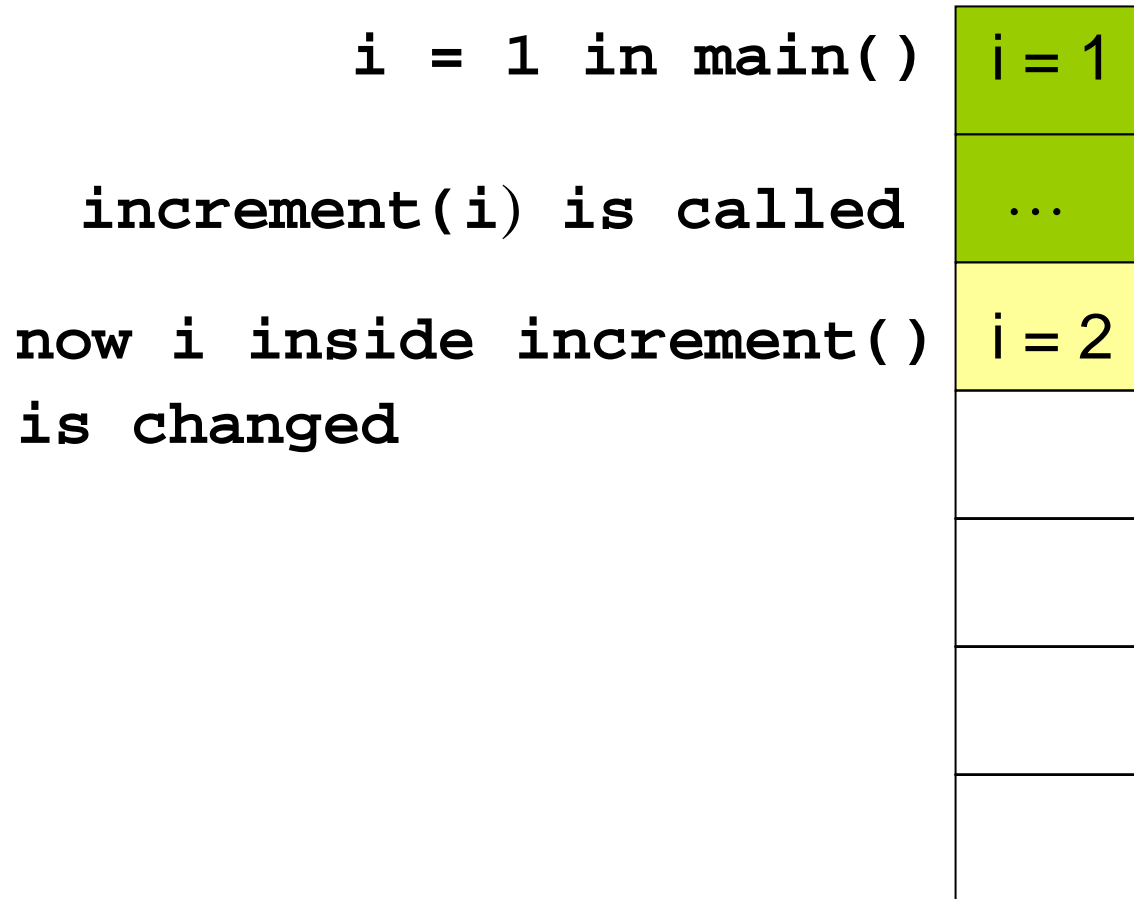 i = 1 in main()
i = 1
increment(i) is called
...
now i inside increment()
i = 2
is changed